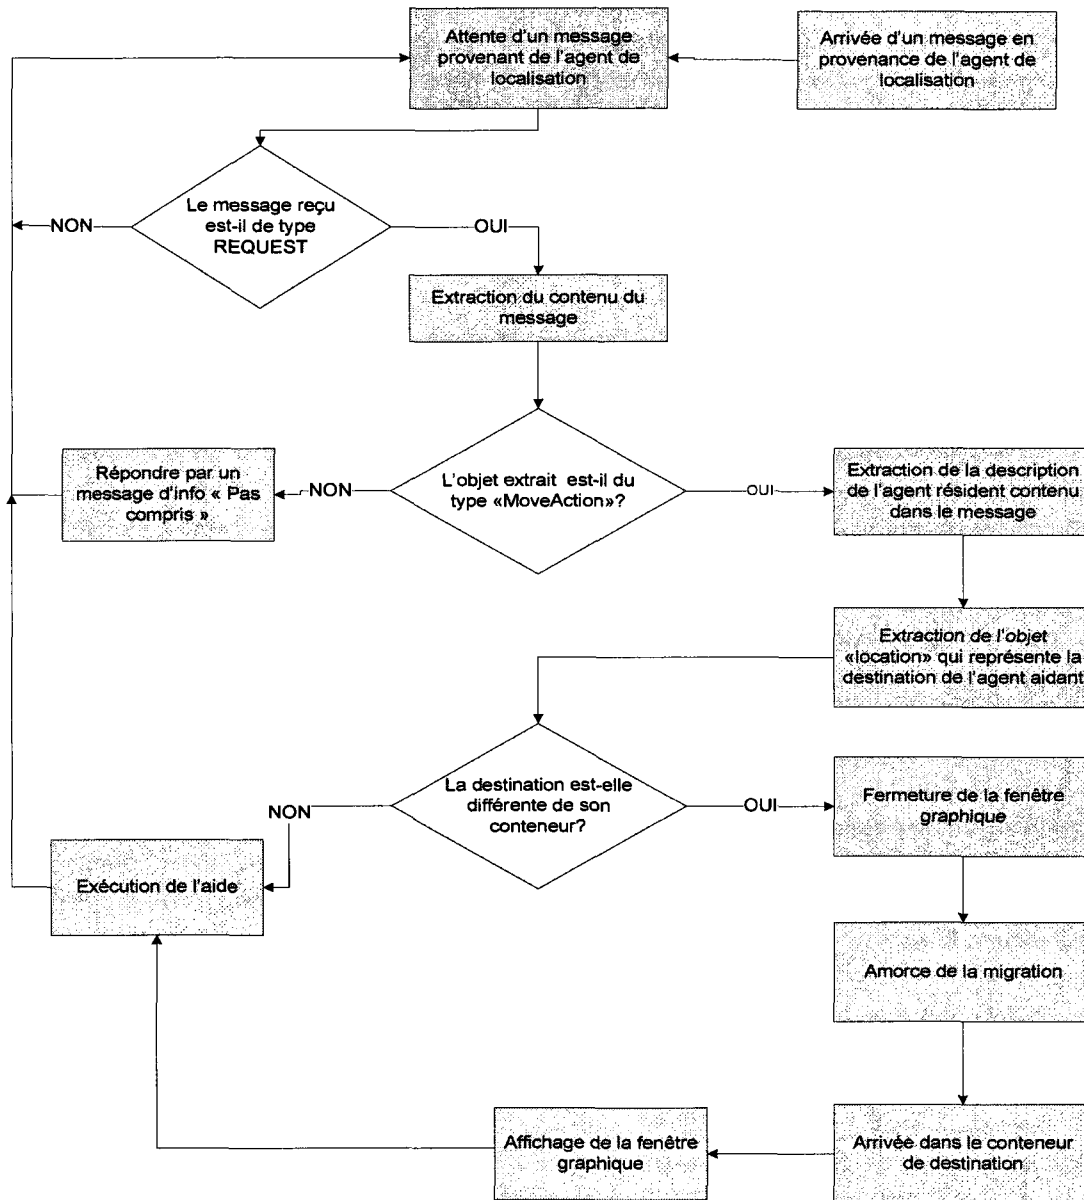 Attente d'un message
provenant de l'agent de
localisation
Arrivée d'un message en
provenance de l'agent de
localisation
Le message reçu
est-il de type
REQUEST
NON
OUI
Extraction du contenu du
message
L'objet extrait est-il du
type «MoveAction»?
NON
OUI
Répondre par un
message d'info « Pas
compris »
Extraction de la description
de l'agent résident contenu
dans le message
Extraction de l'objet
«location» qui représente la
destination de l'agent aidant
La destination est-elle
différente de son
conteneur?
NON
OUI
Fermeture de la fenêtre
graphique
Exécution de l'aide
Amorce de la migration
Affichage de la fenêtre
graphique
Arrivée dans le conteneur
de destination